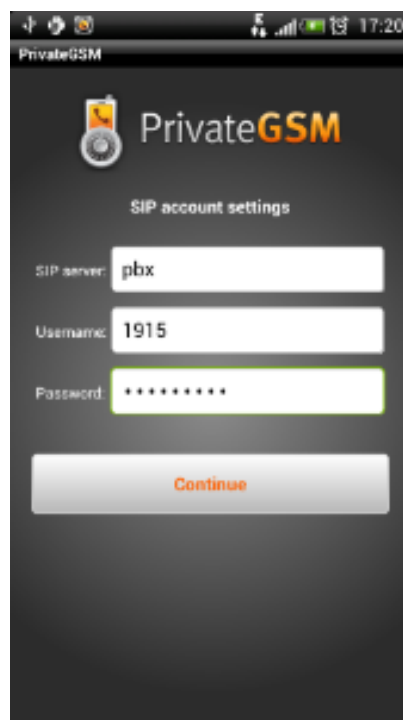 17:20
PrivateGSM
PrivateGSM
SIP account settings
SIP server: pbx
Username: 1915
Password: •••••••••
Continue